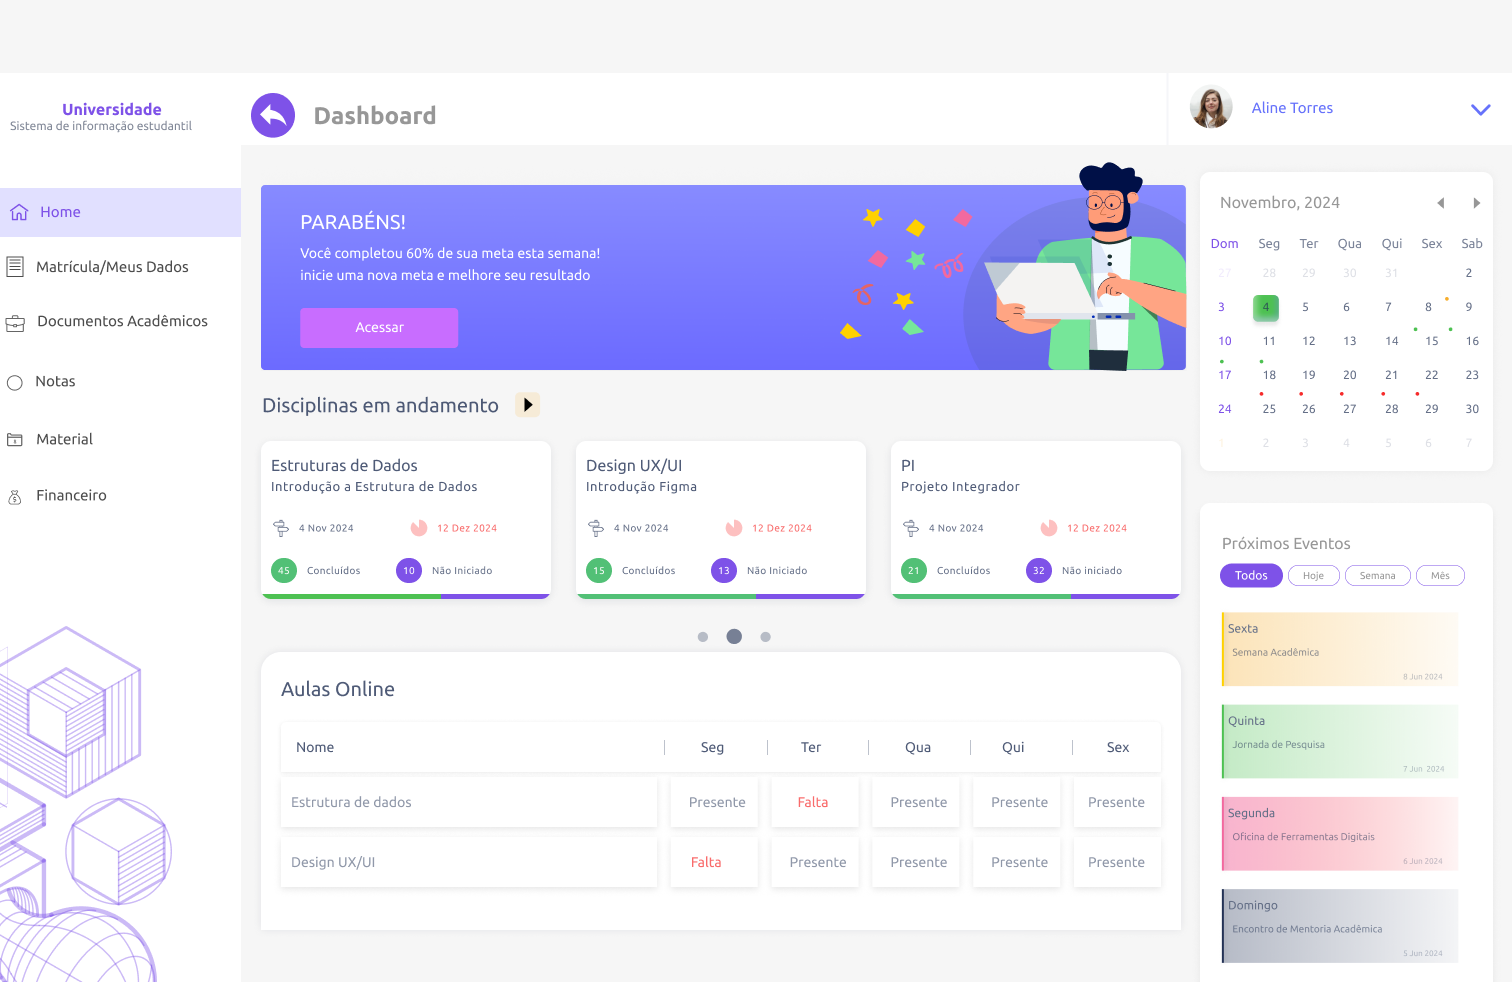 Universidade
Sistema de informação estudantil
Dashboard
Aline Torres
Home
Matrícula/Meus Dados
Documentos Acadêmicos
Notas
Material
Financeiro
PARABÉNS!
Você completou 60% de sua meta esta semana!
inicie uma nova meta e melhore seu resultado
Acessar
Disciplinas em andamento
Estruturas de Dados
Introdução a Estrutura de Dados
4 Nov 2024 12 Dez 2024
45 Concluídos 10 Não Iniciado
Design UX/UI
Introdução Figma
4 Nov 2024 12 Dez 2024
15 Concluídos 13 Não Iniciado
PI
Projeto Integrador
4 Nov 2024 12 Dez 2024
21 Concluídos 32 Não iniciado
Aulas Online
Nome Seg Ter Qua Qui Sex
Estrutura de dados Presente Falta Presente Presente Presente
Design UX/UI Falta Presente Presente Presente Presente
Novembro, 2024
Dom Seg Ter Qua Qui Sex Sab
27 28 29 30 31 2
3 4 5 6 7 8 9
10 11 12 13 14 15 16
17 18 19 20 21 22 23
24 25 26 27 28 29 30
1 2 3 4 5 6 7
Próximos Eventos
Todos Hoje Semana Mês
Sexta
Semana Acadêmica
8 Jun 2024
Quinta
Jornada de Pesquisa
7 Jun 2024
Segunda
Oficina de Ferramentas Digitais
6 Jun 2024
Domingo
Encontro de Mentoria Acadêmica
5 Jun 2024